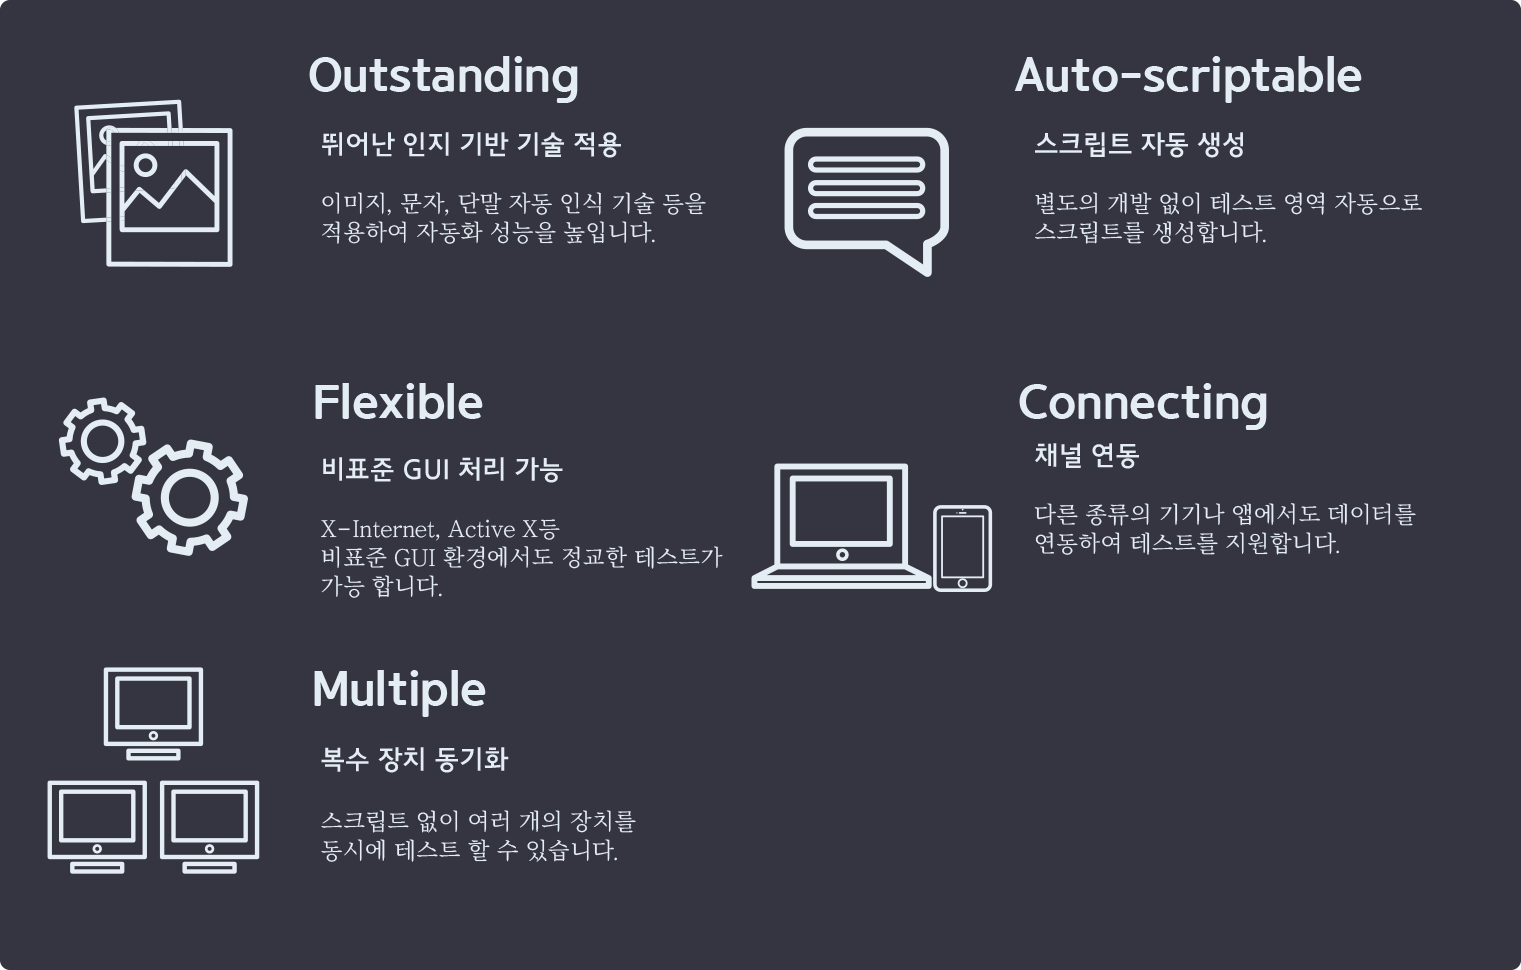 Outstanding
뛰어난 인지 기반 기술 적용
이미지, 문자, 단말 자동 인식 기술 등을
적용하여 자동화 성능을 높입니다.
Auto-scriptable
스크립트 자동 생성
별도의 개발 없이 테스트 영역 자동으로
스크립트를 생성합니다.
Flexible
비표준 GUI 처리 가능
X-Internet, Active X등
비표준 GUI 환경에서도 정교한 테스트가
가능 합니다.
Connecting
채널 연동
다른 종류의 기기나 앱에서도 데이터를
연동하여 테스트를 지원합니다.
Multiple
복수 장치 동기화
스크립트 없이 여러 개의 장치를
동시에 테스트 할 수 있습니다.